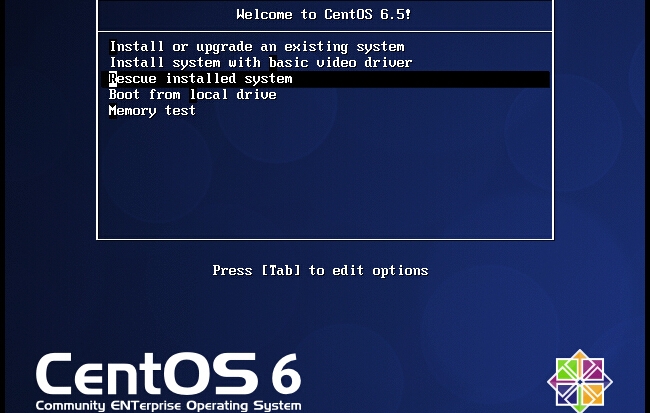 Welcome to CentOS 6.5!
Install or upgrade an existing system
Install system with basic video driver
Rescue installed system
Boot from local drive
Memory test
Press [Tab] to edit options
CentOS 6
Community ENTerprise Operating System